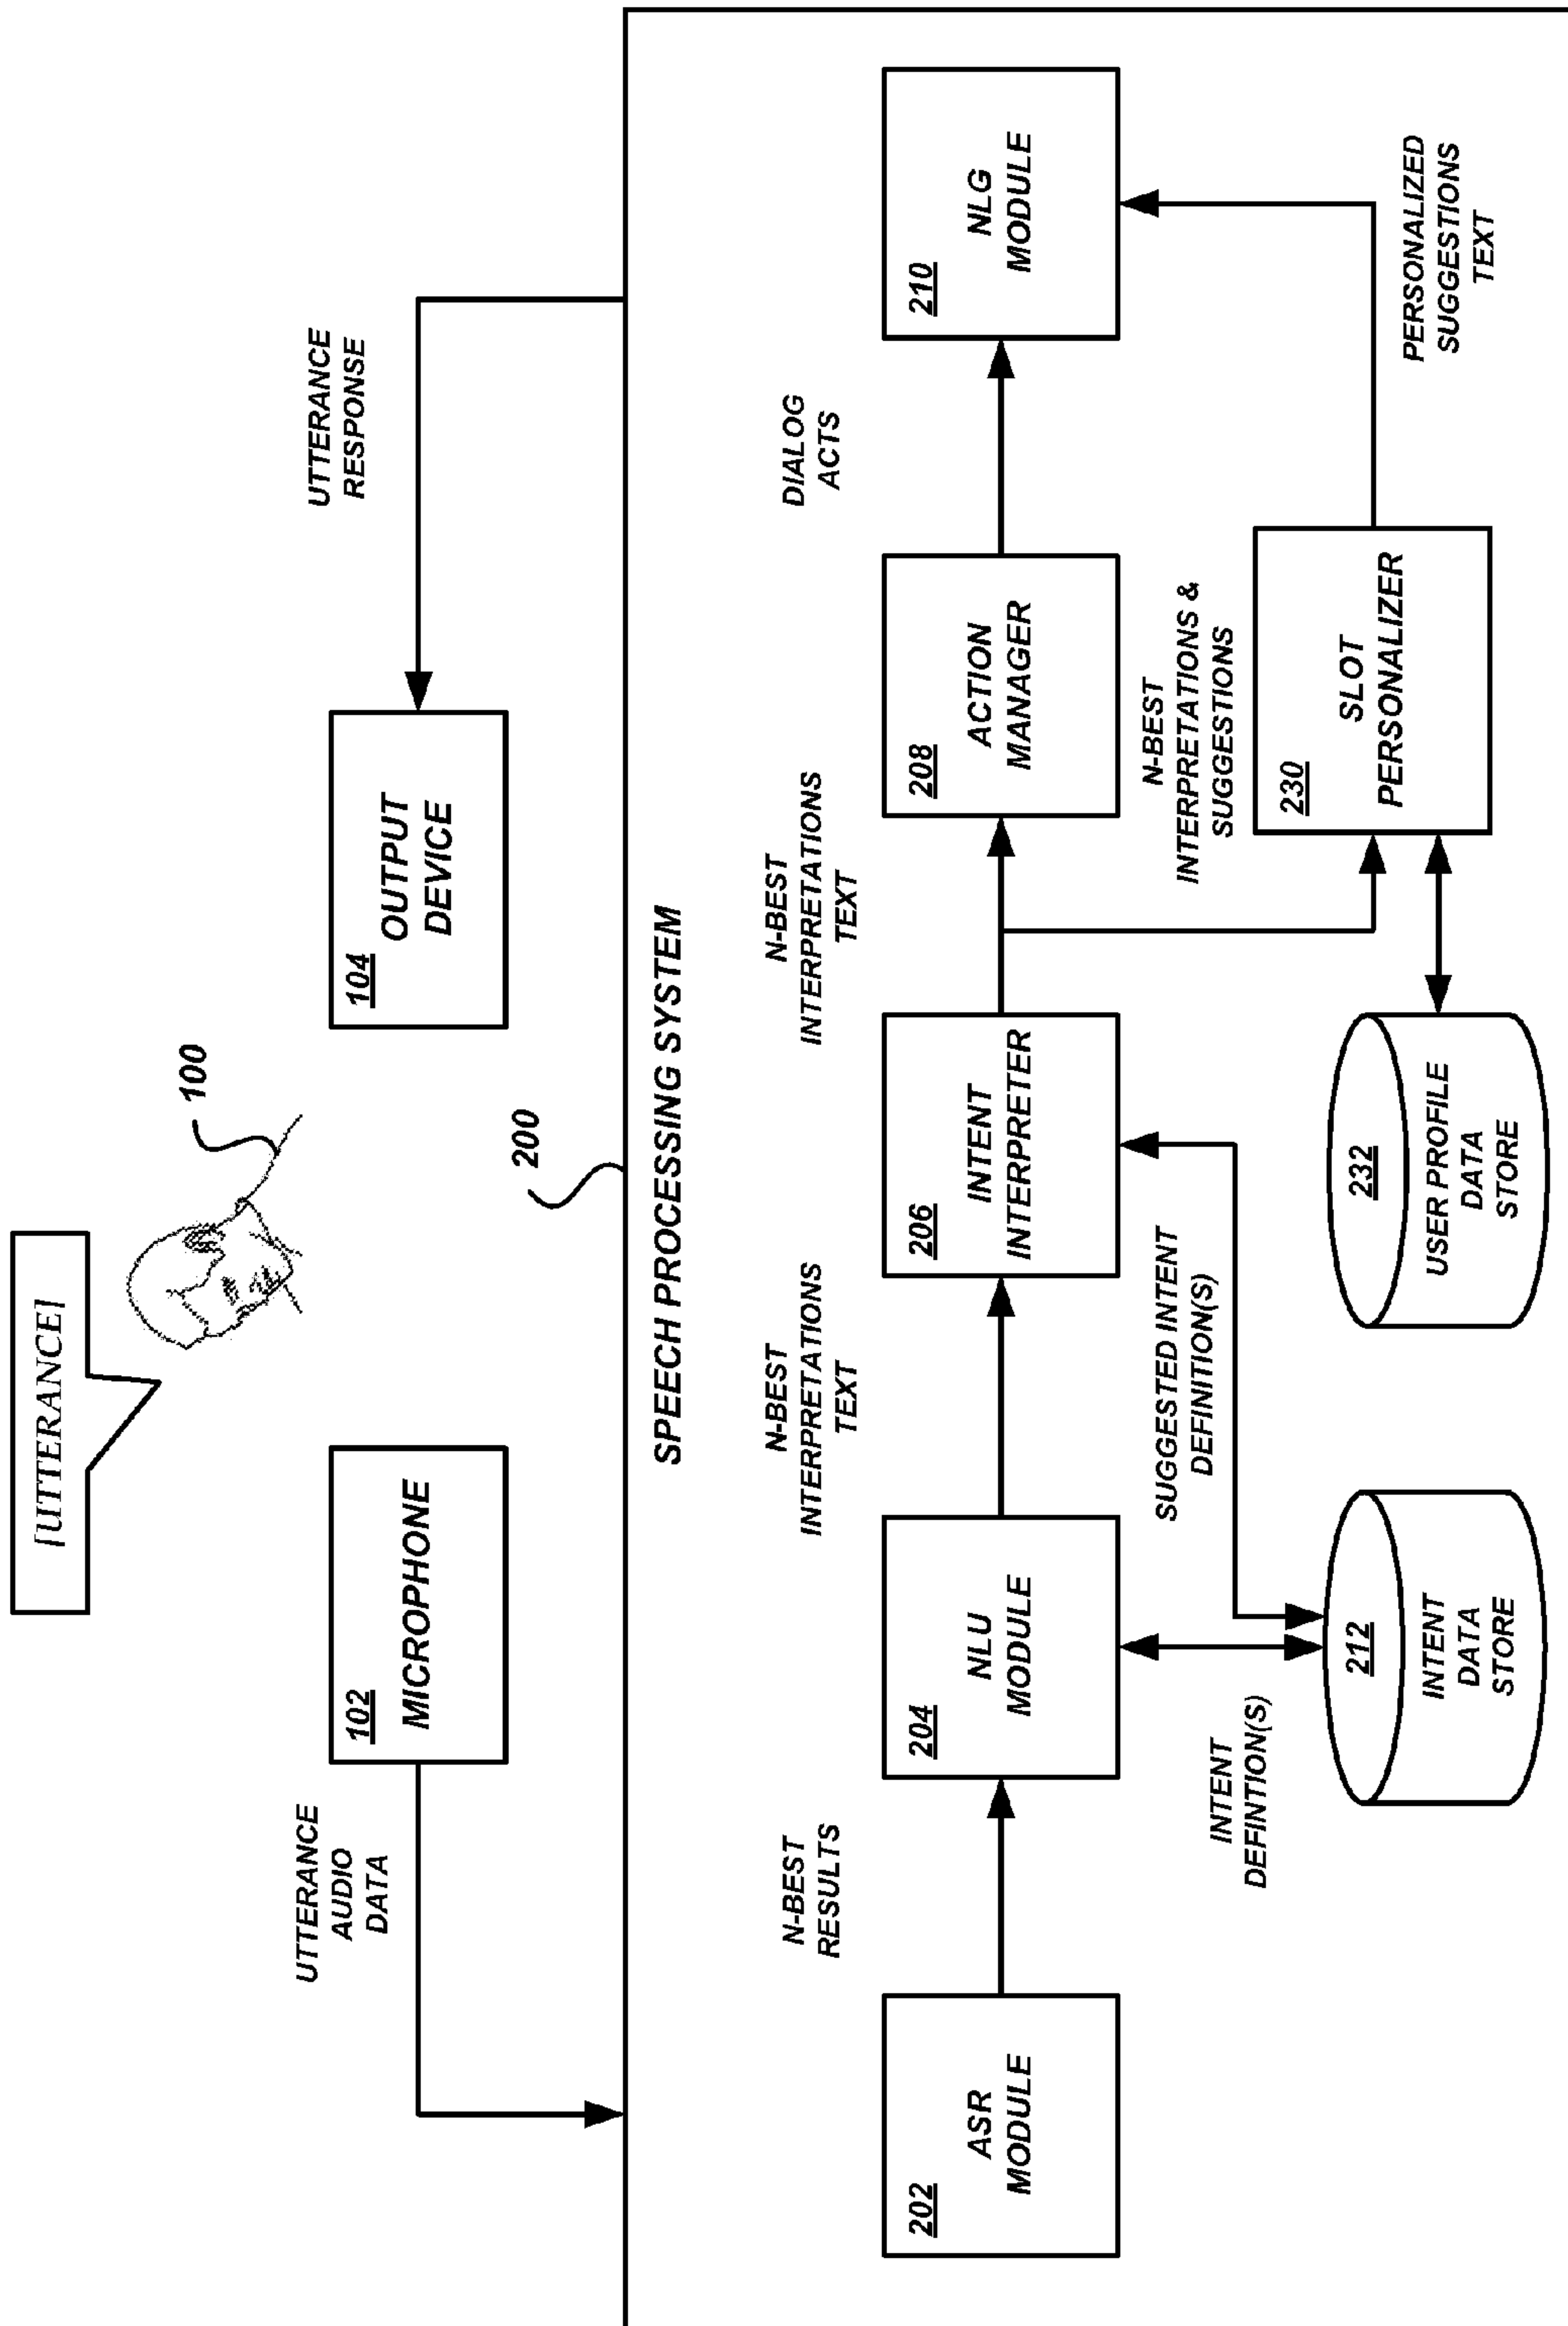 [UTTERANCE]
100
UTTERANCE
AUDIO
DATA
102
MICROPHONE
104
OUTPUT
DEVICE
UTTERANCE
RESPONSE
200
SPEECH PROCESSING SYSTEM
202
ASR
MODULE
N-BEST
RESULTS
204
NLU
MODULE
N-BEST
INTERPRETATIONS
TEXT
206
INTENT
INTERPRETER
N-BEST
INTERPRETATIONS
TEXT
208
ACTION
MANAGER
DIALOG
ACTS
210
NLG
MODULE
INTENT
DEFINTION(S)
SUGGESTED INTENT
DEFINITION(S)
N-BEST
INTERPRETATIONS &
SUGGESTIONS
212
INTENT
DATA
STORE
232
USER PROFILE
DATA
STORE
230
SLOT
PERSONALIZER
PERSONALIZED
SUGGESTIONS
TEXT